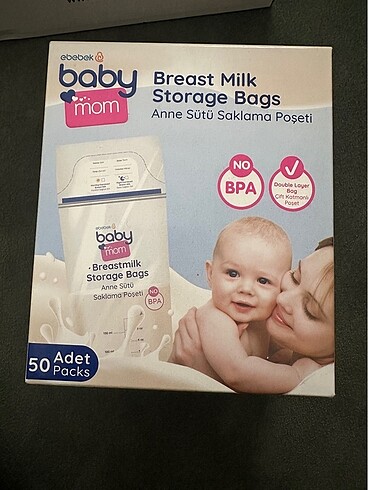 ebebek
baby
mom
Breast Milk
Storage Bags
Anne Sütü Saklama Poşeti
NO
BPA
Double Layer
Bag
Çift Katmanlı
Poşet
ebebek
baby
mom
Breastmilk
Storage Bags
Anne Sütü
Saklama Poşeti
NO
BPA
50 Adet
Packs